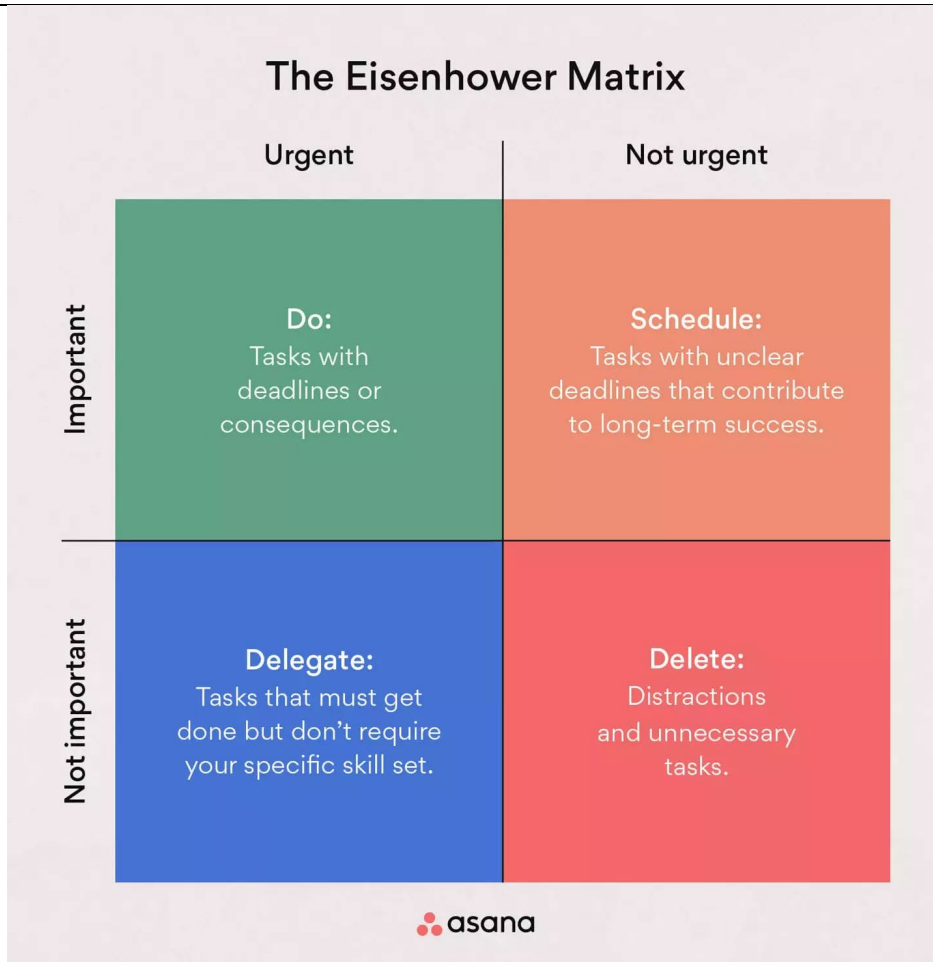 The Eisenhower Matrix
Urgent
Not urgent
Important
Do:
Tasks with
deadlines or
consequences.
Schedule:
Tasks with unclear
deadlines that contribute
to long-term success.
Not important
Delegate:
Tasks that must get
done but don’t require
your specific skill set.
Delete:
Distractions
and unnecessary
tasks.
asana